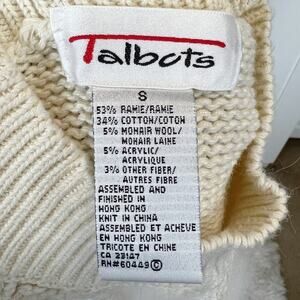 Talbots
S
53% RAMIE/RAMIE
34% COTTON/COTON
5% MOHAIR WOOL/
MOHAIR LAINE
5% ACRYLIC/
ACRYLIQUE
3% OTHER FIBER/
AUTRES FIBRE
ASSEMBLED AND
FINISHED IN
HONG KONG
KNIT IN CHINA
ASSEMBLED ET ACHEVE
EN HONG KONG
TRICOTE EN CHINE
CA 23147
RN#60449 ©